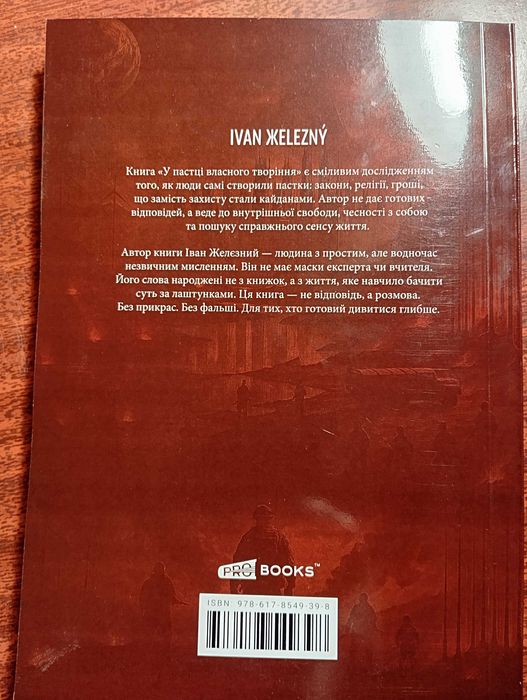 IVAN ЖELEZNÝ
Книга «У пастці власного творіння» є сміливим дослідженням
того, як люди самі створили пастки: закони, релігії, гроші,
що замість захисту стали кайданами. Автор не дає готових
відповідей, а веде до внутрішньої свободи, чесності з собою
та пошуку справжнього сенсу життя.
Автор книги Іван Желєзний — людина з простим, але водночас
незвичним мисленням. Він не має маски експерта чи вчителя.
Його слова народжені не з книжок, а з життя, яке навчило бачити
суть за лаштунками. Ця книга — не відповідь, а розмова.
Без прикрас. Без фальші. Для тих, хто готовий дивитися глибше.
PRO BOOKS™
ISBN: 978-617-8549-39-8